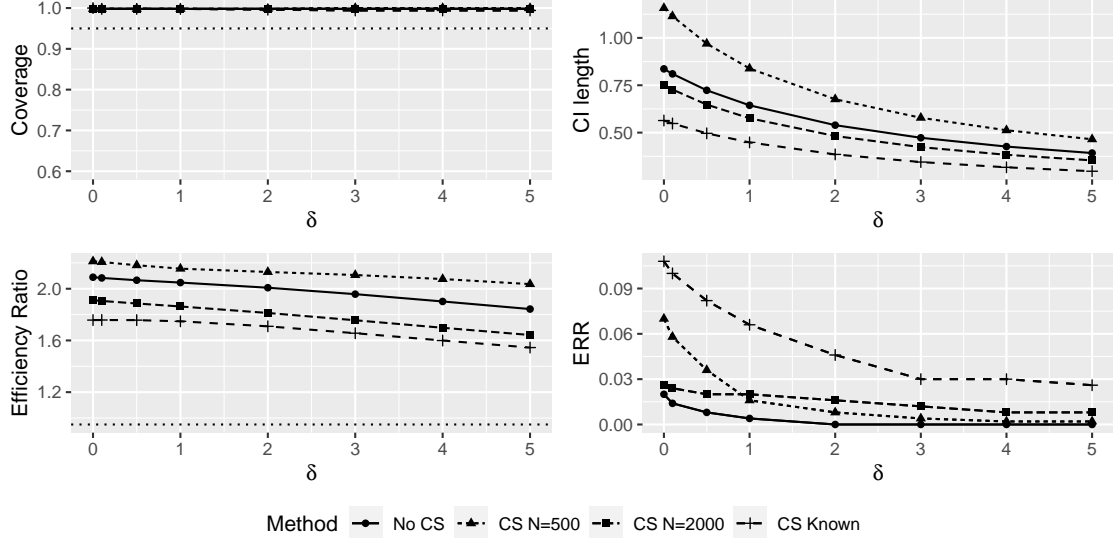 Coverage
1.0
0.9
0.8
0.7
0.6
0 1 2 3 4 5
δ
CI length
1.00
0.75
0.50
0 1 2 3 4 5
δ
Efficiency Ratio
2.0
1.6
1.2
0 1 2 3 4 5
δ
ERR
0.09
0.06
0.03
0.00
0 1 2 3 4 5
δ
Method No CS CS N=500 CS N=2000 CS Known